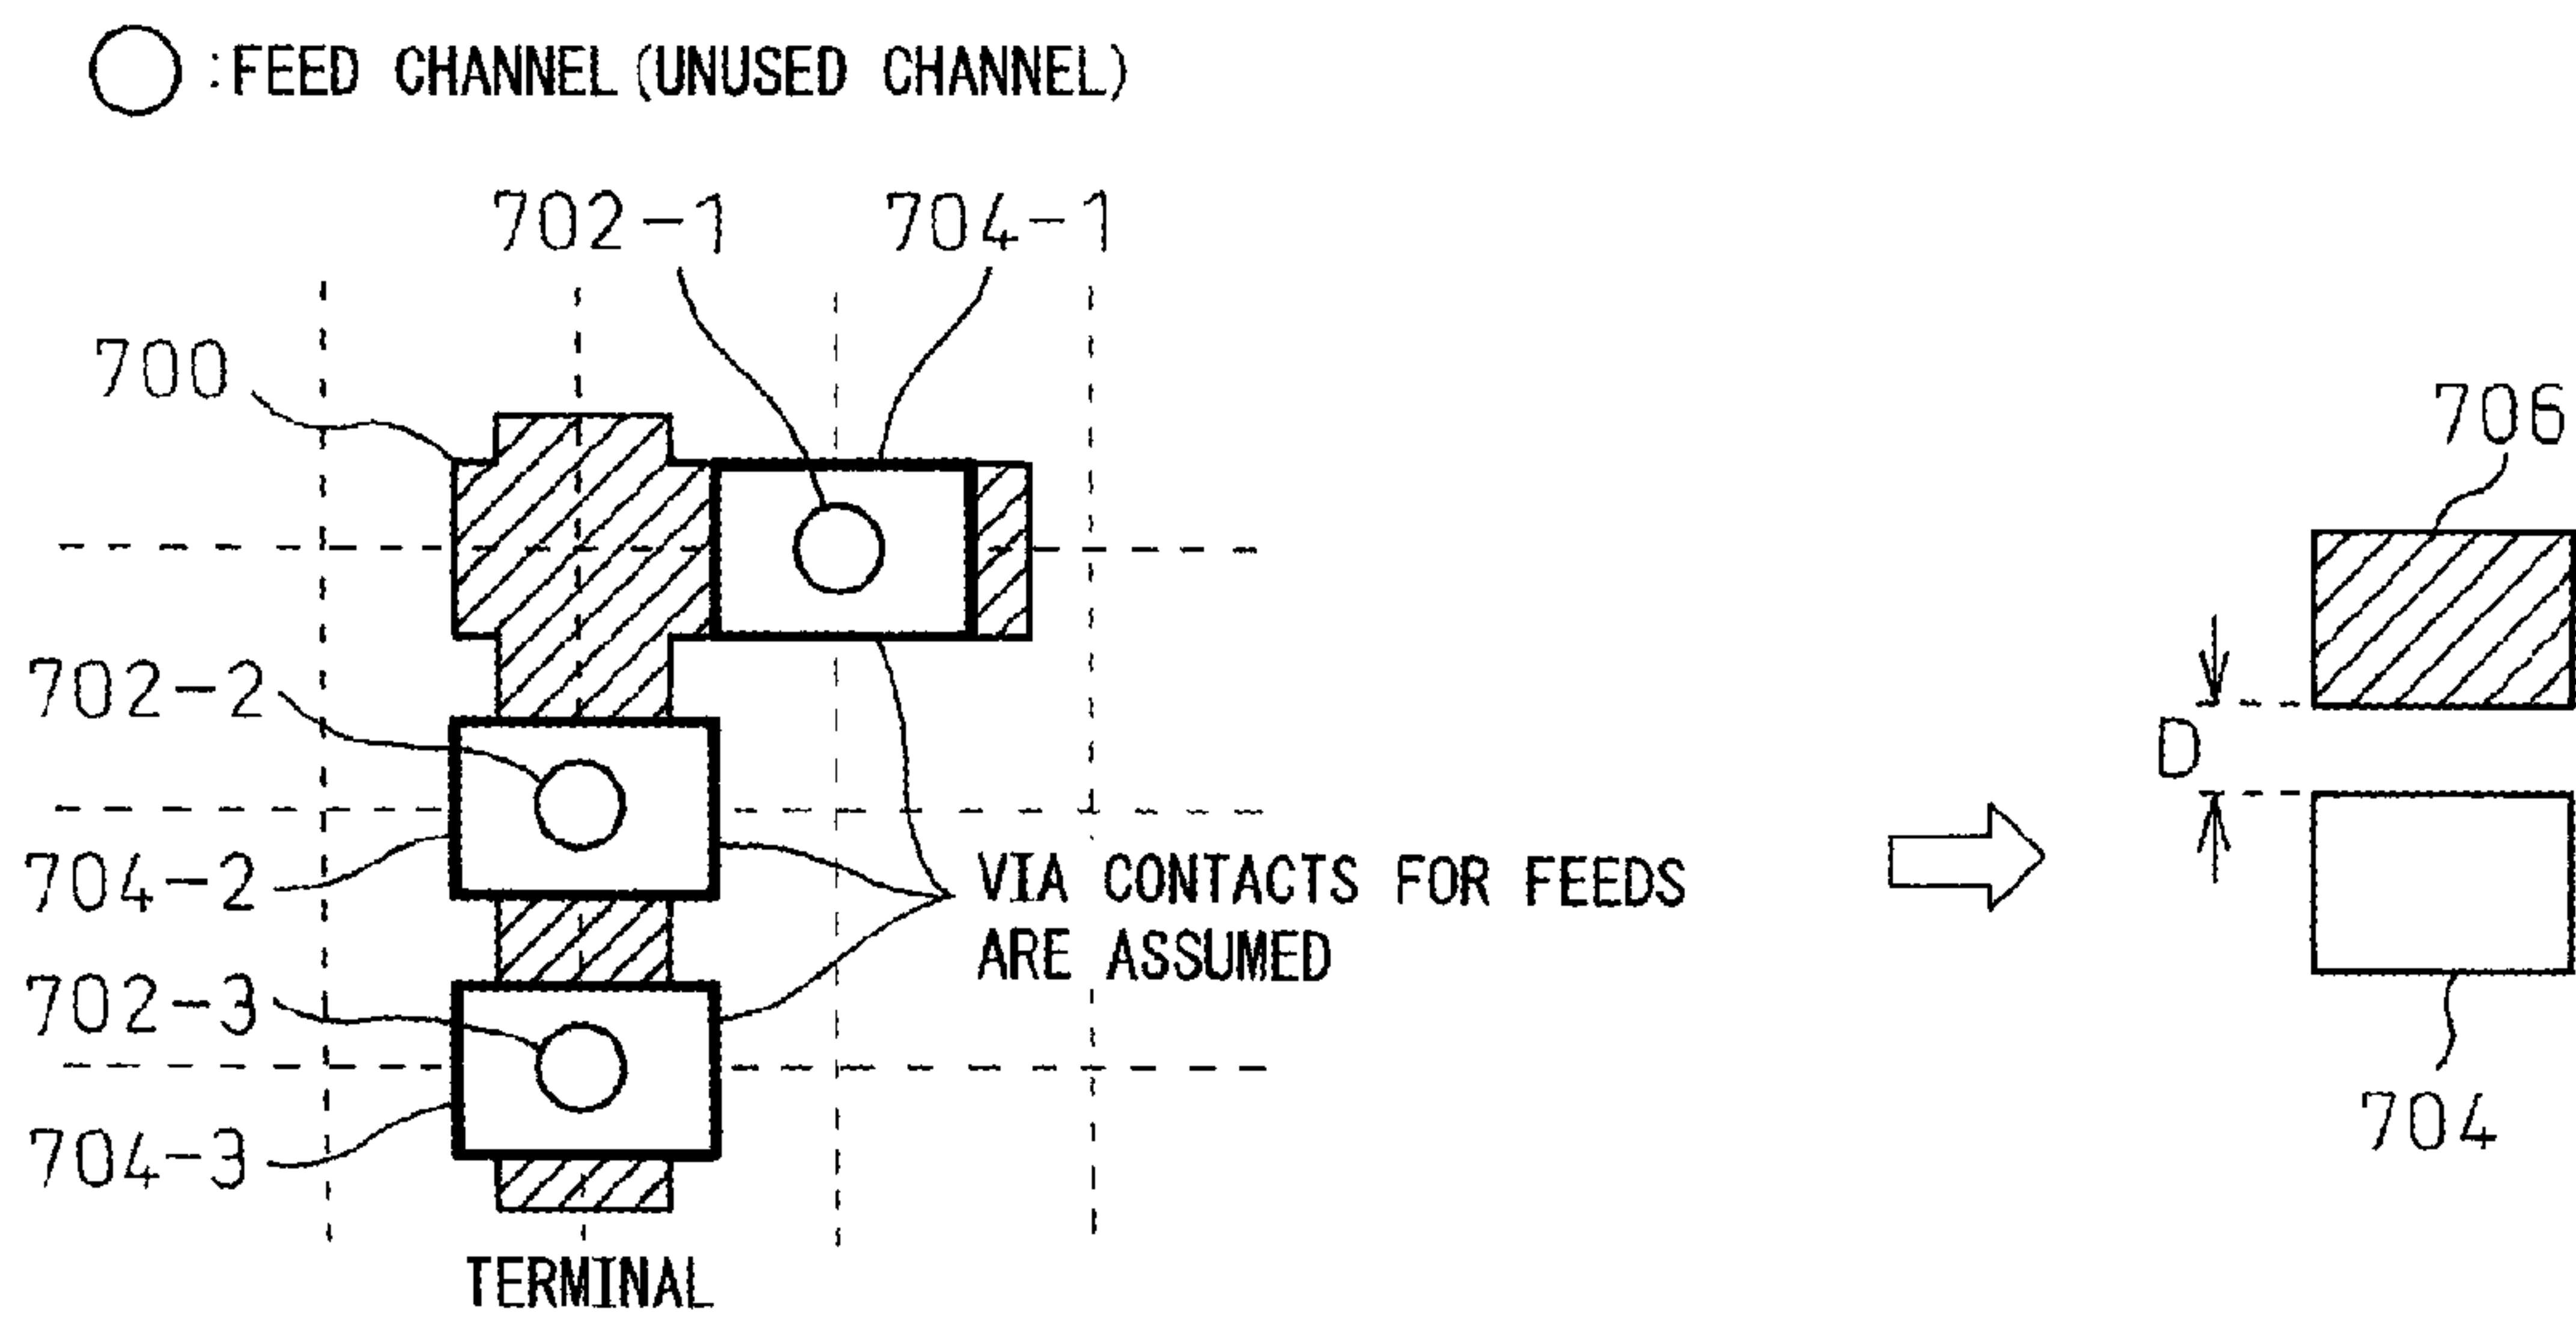 :FEED CHANNEL(UNUSED CHANNEL)
702-1 704-1
700
706
702-2
D
704-2
VIA CONTACTS FOR FEEDS
ARE ASSUMED
702-3
704-3
704
TERMINAL